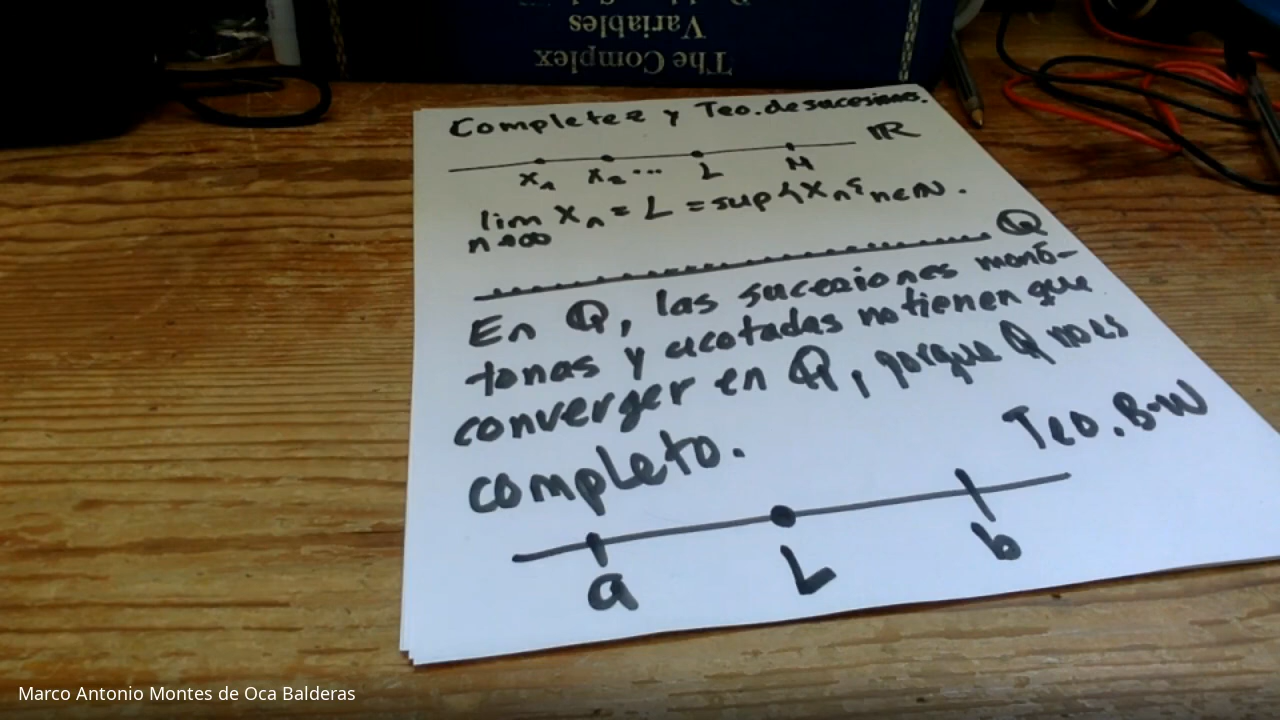 The Complex
Variables
Completez y Teo. de sucesiones.
ℝ
x₁ x₂ ... L M
lim xₙ = L = sup{xₙ}n∈ℕ.
n→∞
ℚ
En ℚ, las sucesiones monó-
tonas y acotadas no tienen que
converger en ℚ, porque ℚ no es
completo.
Teo. B-W
a L b
Marco Antonio Montes de Oca Balderas